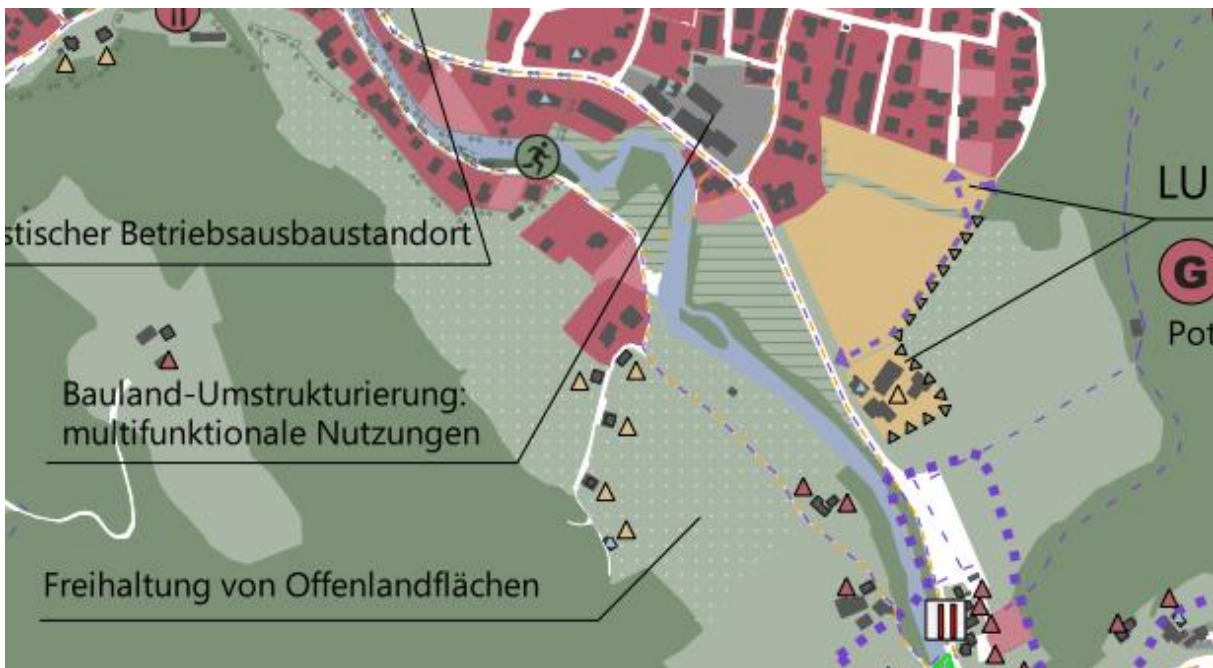 stischer Betriebsausbaustandort
LU
G
Pot
Bauland-Umstrukturierung:
multifunktionale Nutzungen
Freihaltung von Offenlandflächen